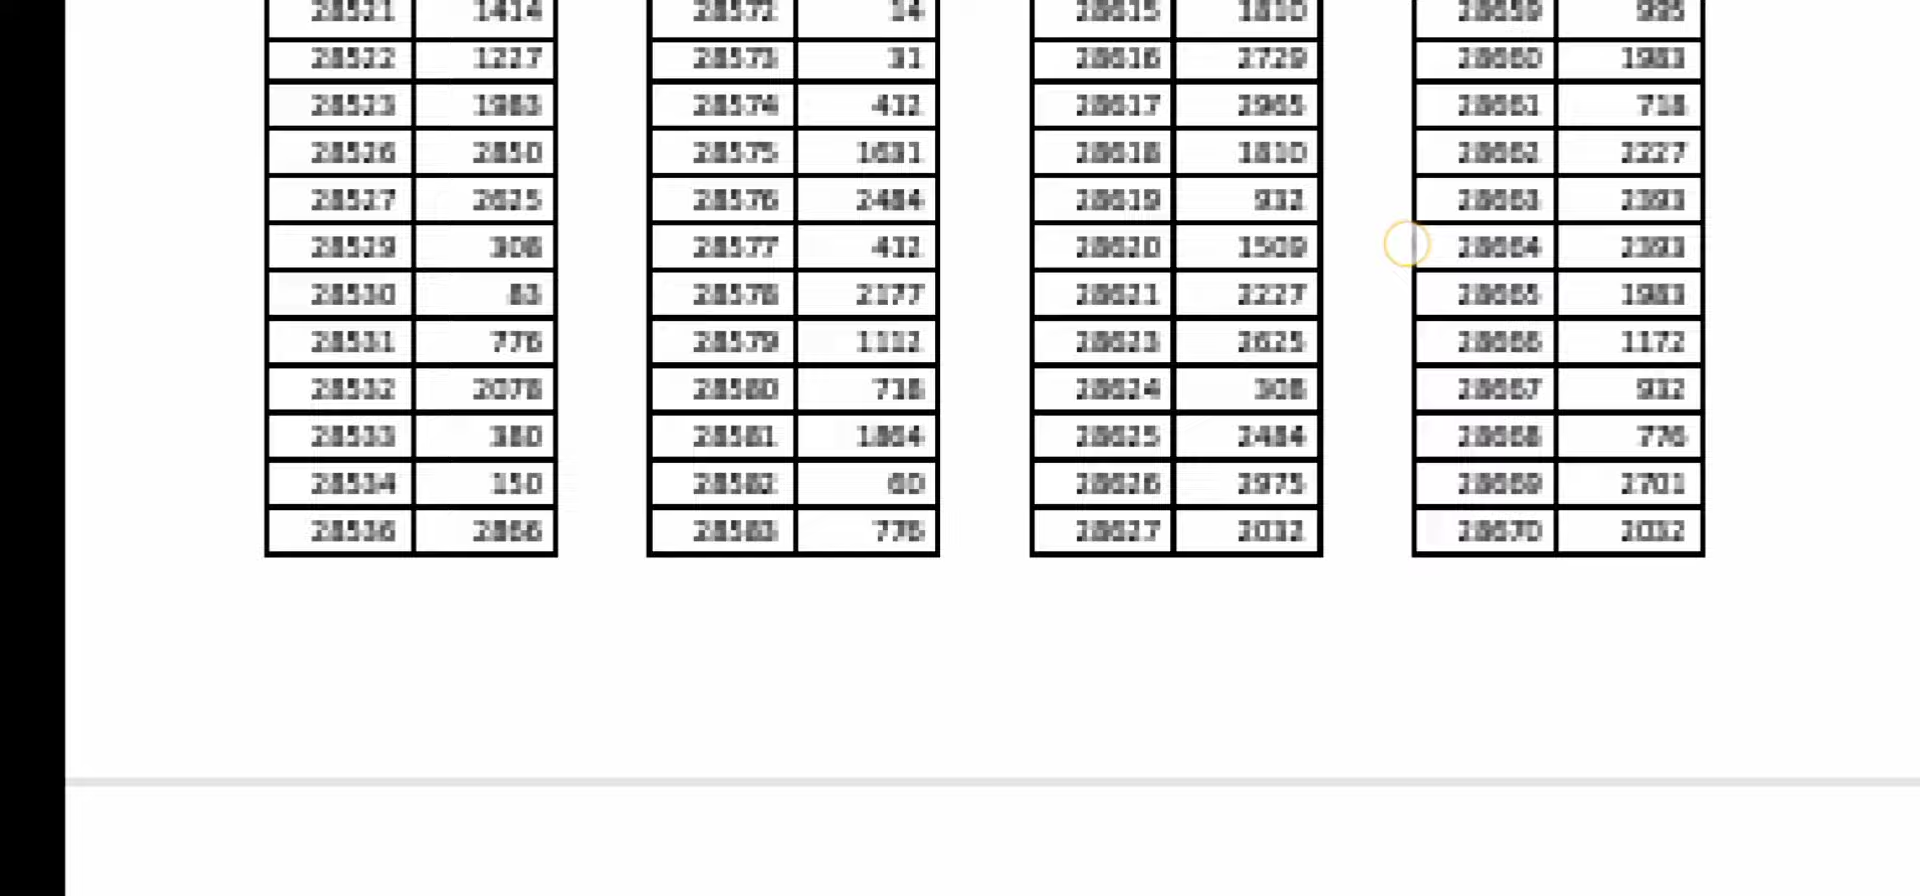 28521 1414 28572 14 28615 1810 28659 995
28522 1227 28573 31 28616 2729 28660 1983
28523 1983 28574 412 28617 2965 28661 718
28526 2850 28575 1631 28618 1810 28662 2227
28527 2625 28576 2484 28619 932 28663 2393
28529 308 28577 412 28620 1509 28664 2393
28530 83 28578 2177 28621 2227 28665 1983
28531 776 28579 1112 28623 2625 28666 1172
28532 2078 28580 718 28624 308 28667 932
28533 380 28581 1864 28625 2484 28668 776
28534 150 28582 60 28626 2975 28669 2701
28536 2866 28583 776 28627 2032 28670 2032